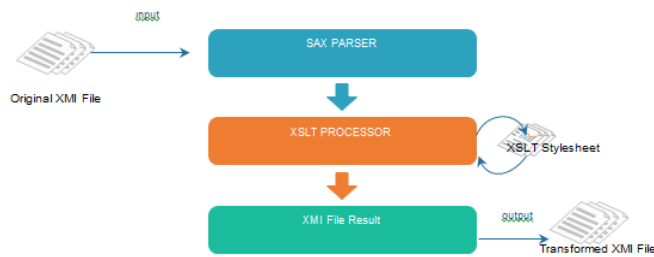 input
SAX PARSER
Original XMI File
XSLT PROCESSOR
XSLT Stylesheet
XMI File Result
output
Transformed XMI File